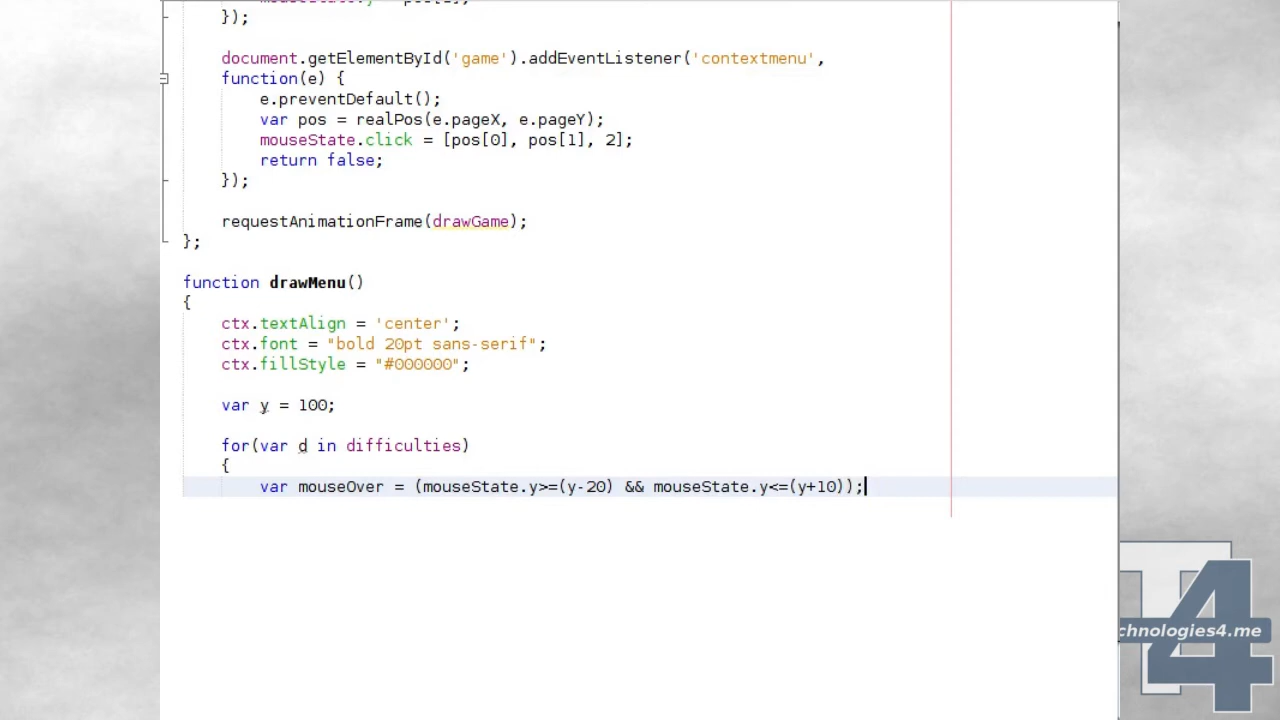 });
document.getElementById('game').addEventListener('contextmenu',
function(e) {
e.preventDefault();
var pos = realPos(e.pageX, e.pageY);
mouseState.click = [pos[0], pos[1], 2];
return false;
});
requestAnimationFrame(drawGame);
};
function drawMenu()
{
ctx.textAlign = 'center';
ctx.font = "bold 20pt sans-serif";
ctx.fillStyle = "#000000";
var y = 100;
for(var d in difficulties)
{
var mouseOver = (mouseState.y>=(y-20) && mouseState.y<=(y+10));
T4
chnologies4.me